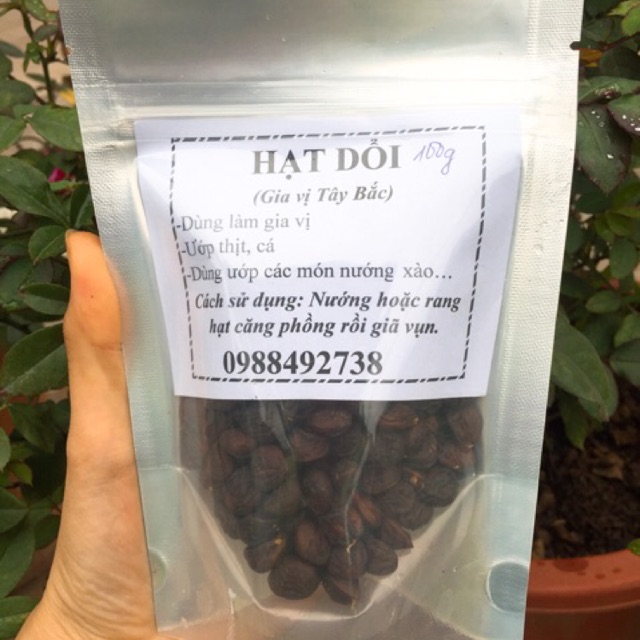 HẠT DỔI 100g
(Gia vị Tây Bắc)
-Dùng làm gia vị
-Ướp thịt, cá
-Dùng ướp các món nướng xào...
Cách sử dụng: Nướng hoặc rang
hạt căng phồng rồi giã vụn.
0988492738